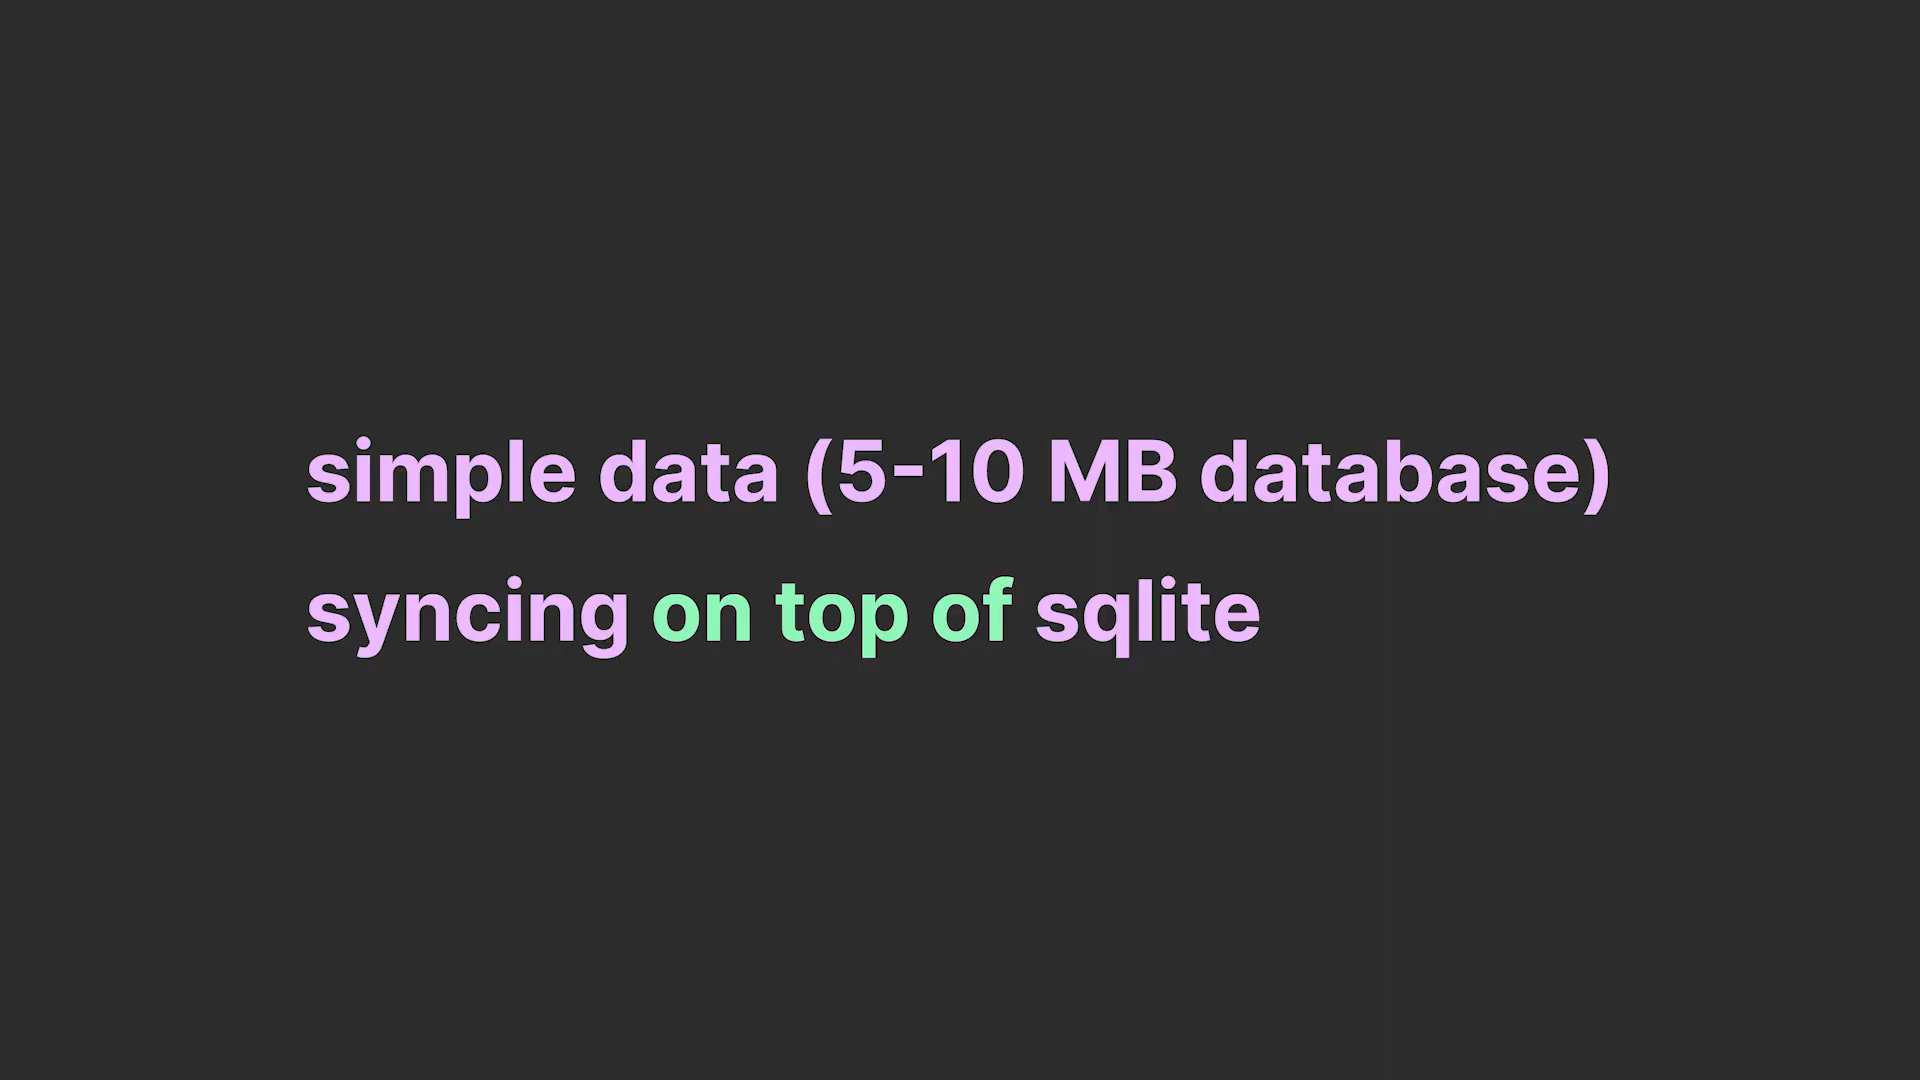 simple data (5-10 MB database)
syncing on top of sqlite